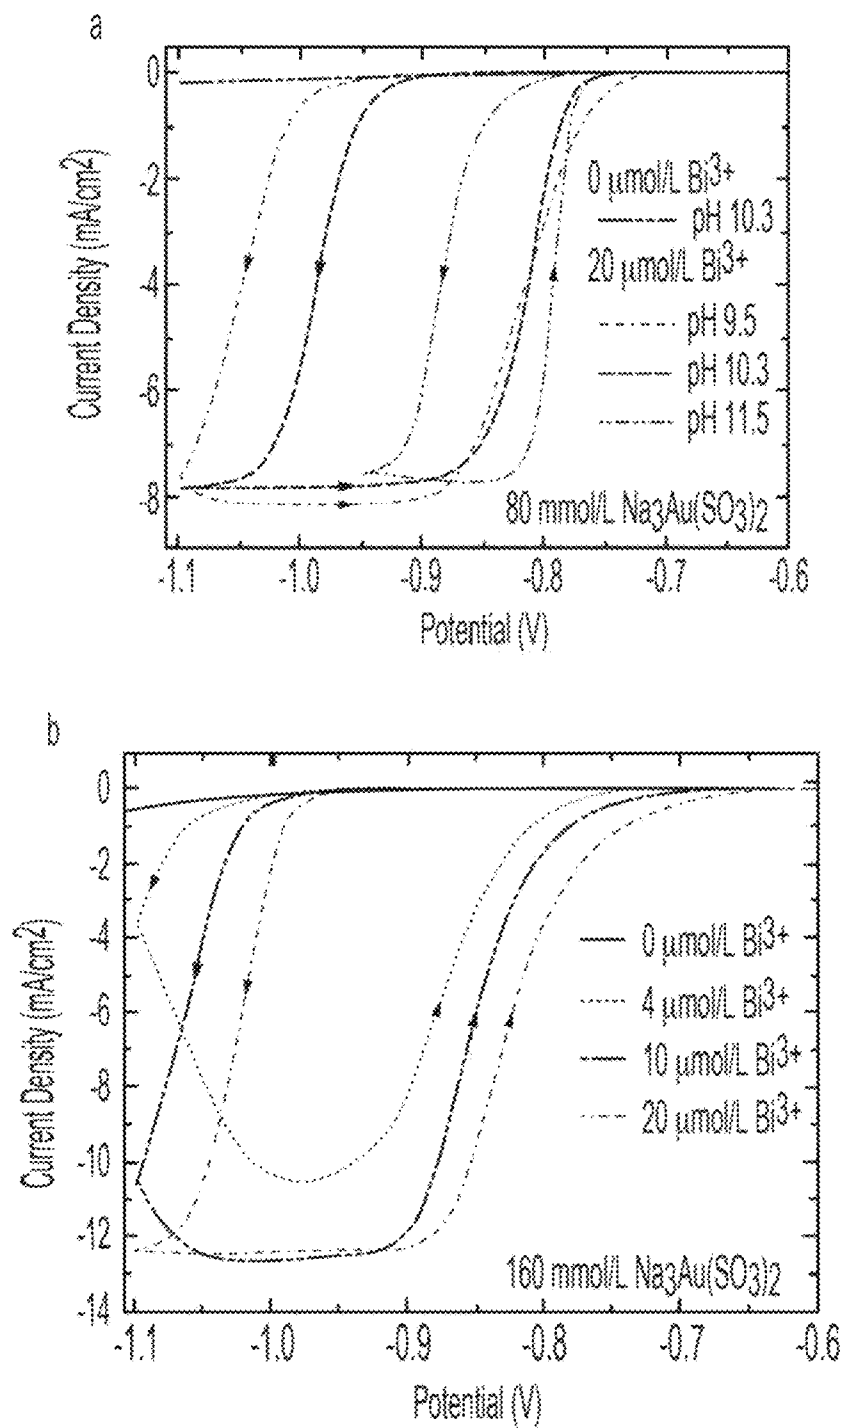 a
0
-2
-4
-6
-8
Current Density (mA/cm2)
0 μmol/L Bi3+
pH 10.3
20 μmol/L Bi3+
pH 9.5
pH 10.3
pH 11.5
80 mmol/L Na3Au(SO3)2
-1.1 -1.0 -0.9 -0.8 -0.7 -0.6
Potential (V)
b
0
-2
-4
-6
-8
-10
-12
-14
Current Density (mA/cm2)
0 μmol/L Bi3+
4 μmol/L Bi3+
10 μmol/L Bi3+
20 μmol/L Bi3+
160 mmol/L Na3Au(SO3)2
-1.1 -1.0 -0.9 -0.8 -0.7 -0.6
Potential (V)